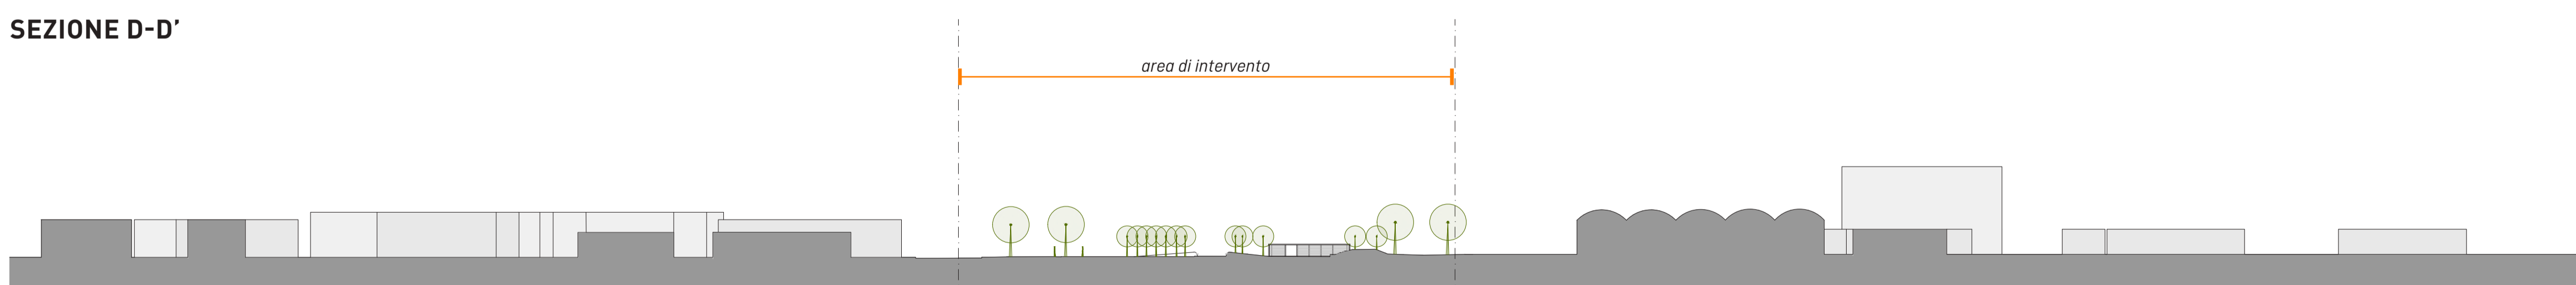 SEZIONE D-D'
area di intervento